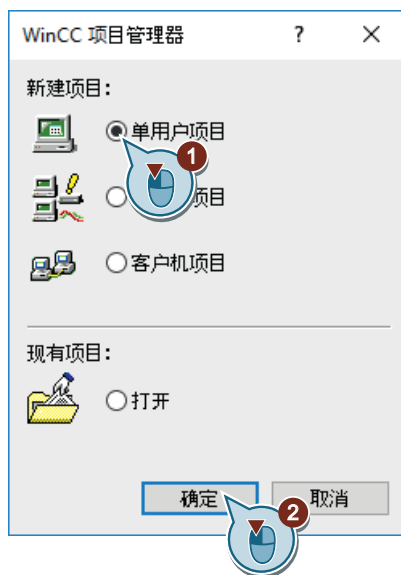 WinCC 项目管理器 ? ×
新建项目:
单用户项目
1
项目
客户机项目
现有项目:
打开
确定 取消
2